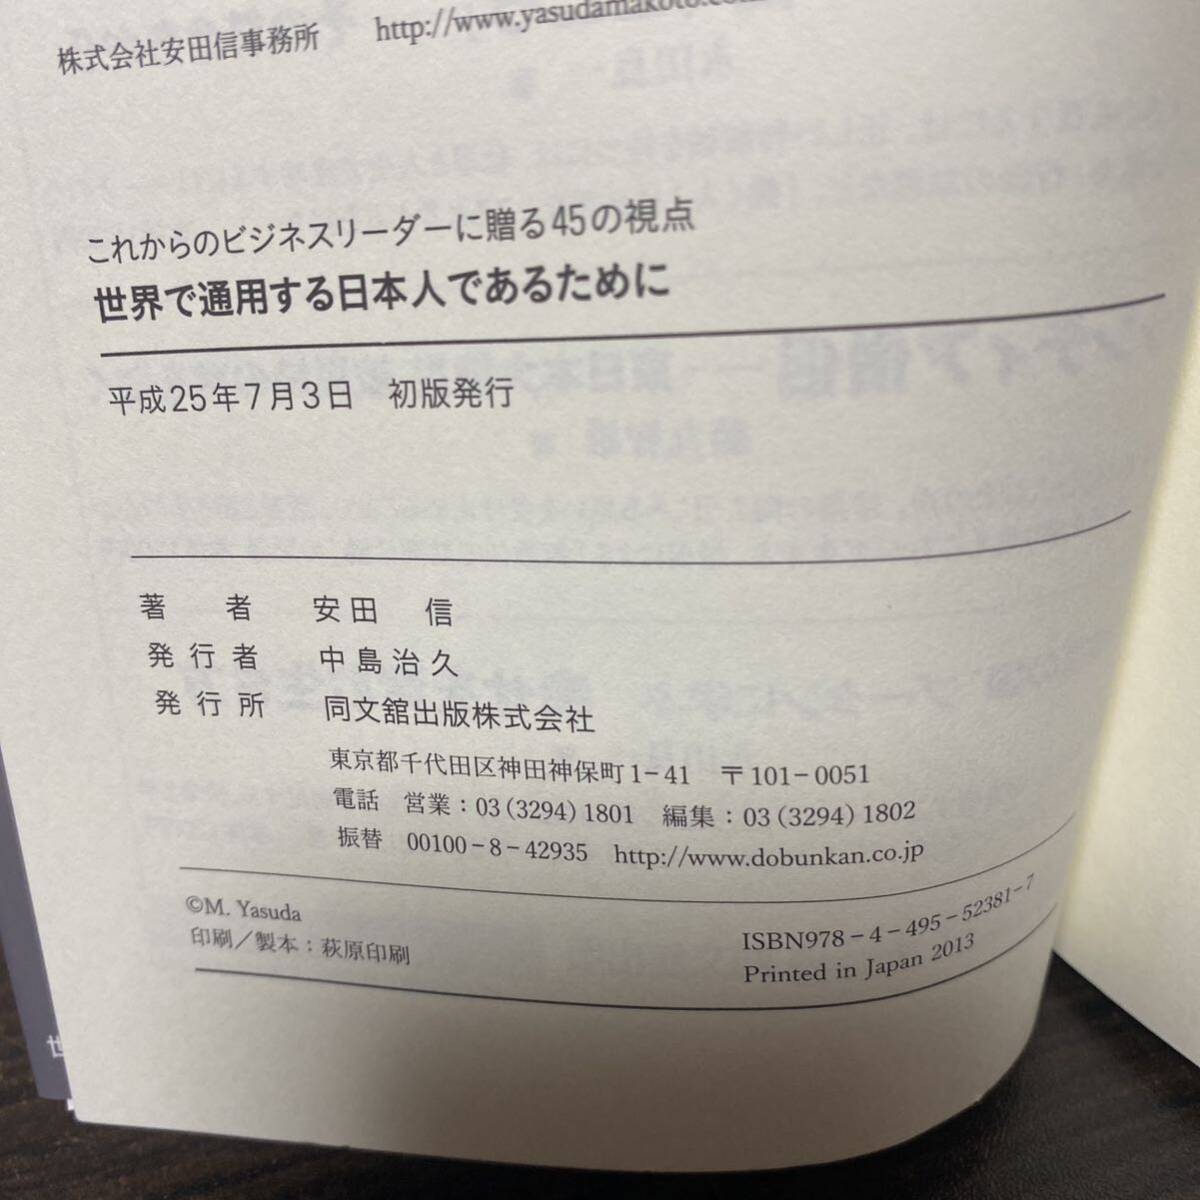 株式会社安田信事務所 http://www.yasudamakoto.com
これからのビジネスリーダーに贈る45の視点
世界で通用する日本人であるために
平成25年7月3日 初版発行
著 者 安田 信
発行者 中島治久
発行所 同文舘出版株式会社
東京都千代田区神田神保町1-41 〒101-0051
電話 営業:03(3294)1801 編集:03(3294)1802
振替 00100-8-42935 http://www.dobunkan.co.jp
©M. Yasuda
印刷/製本:萩原印刷
ISBN978-4-495-52381-7
Printed in Japan 2013